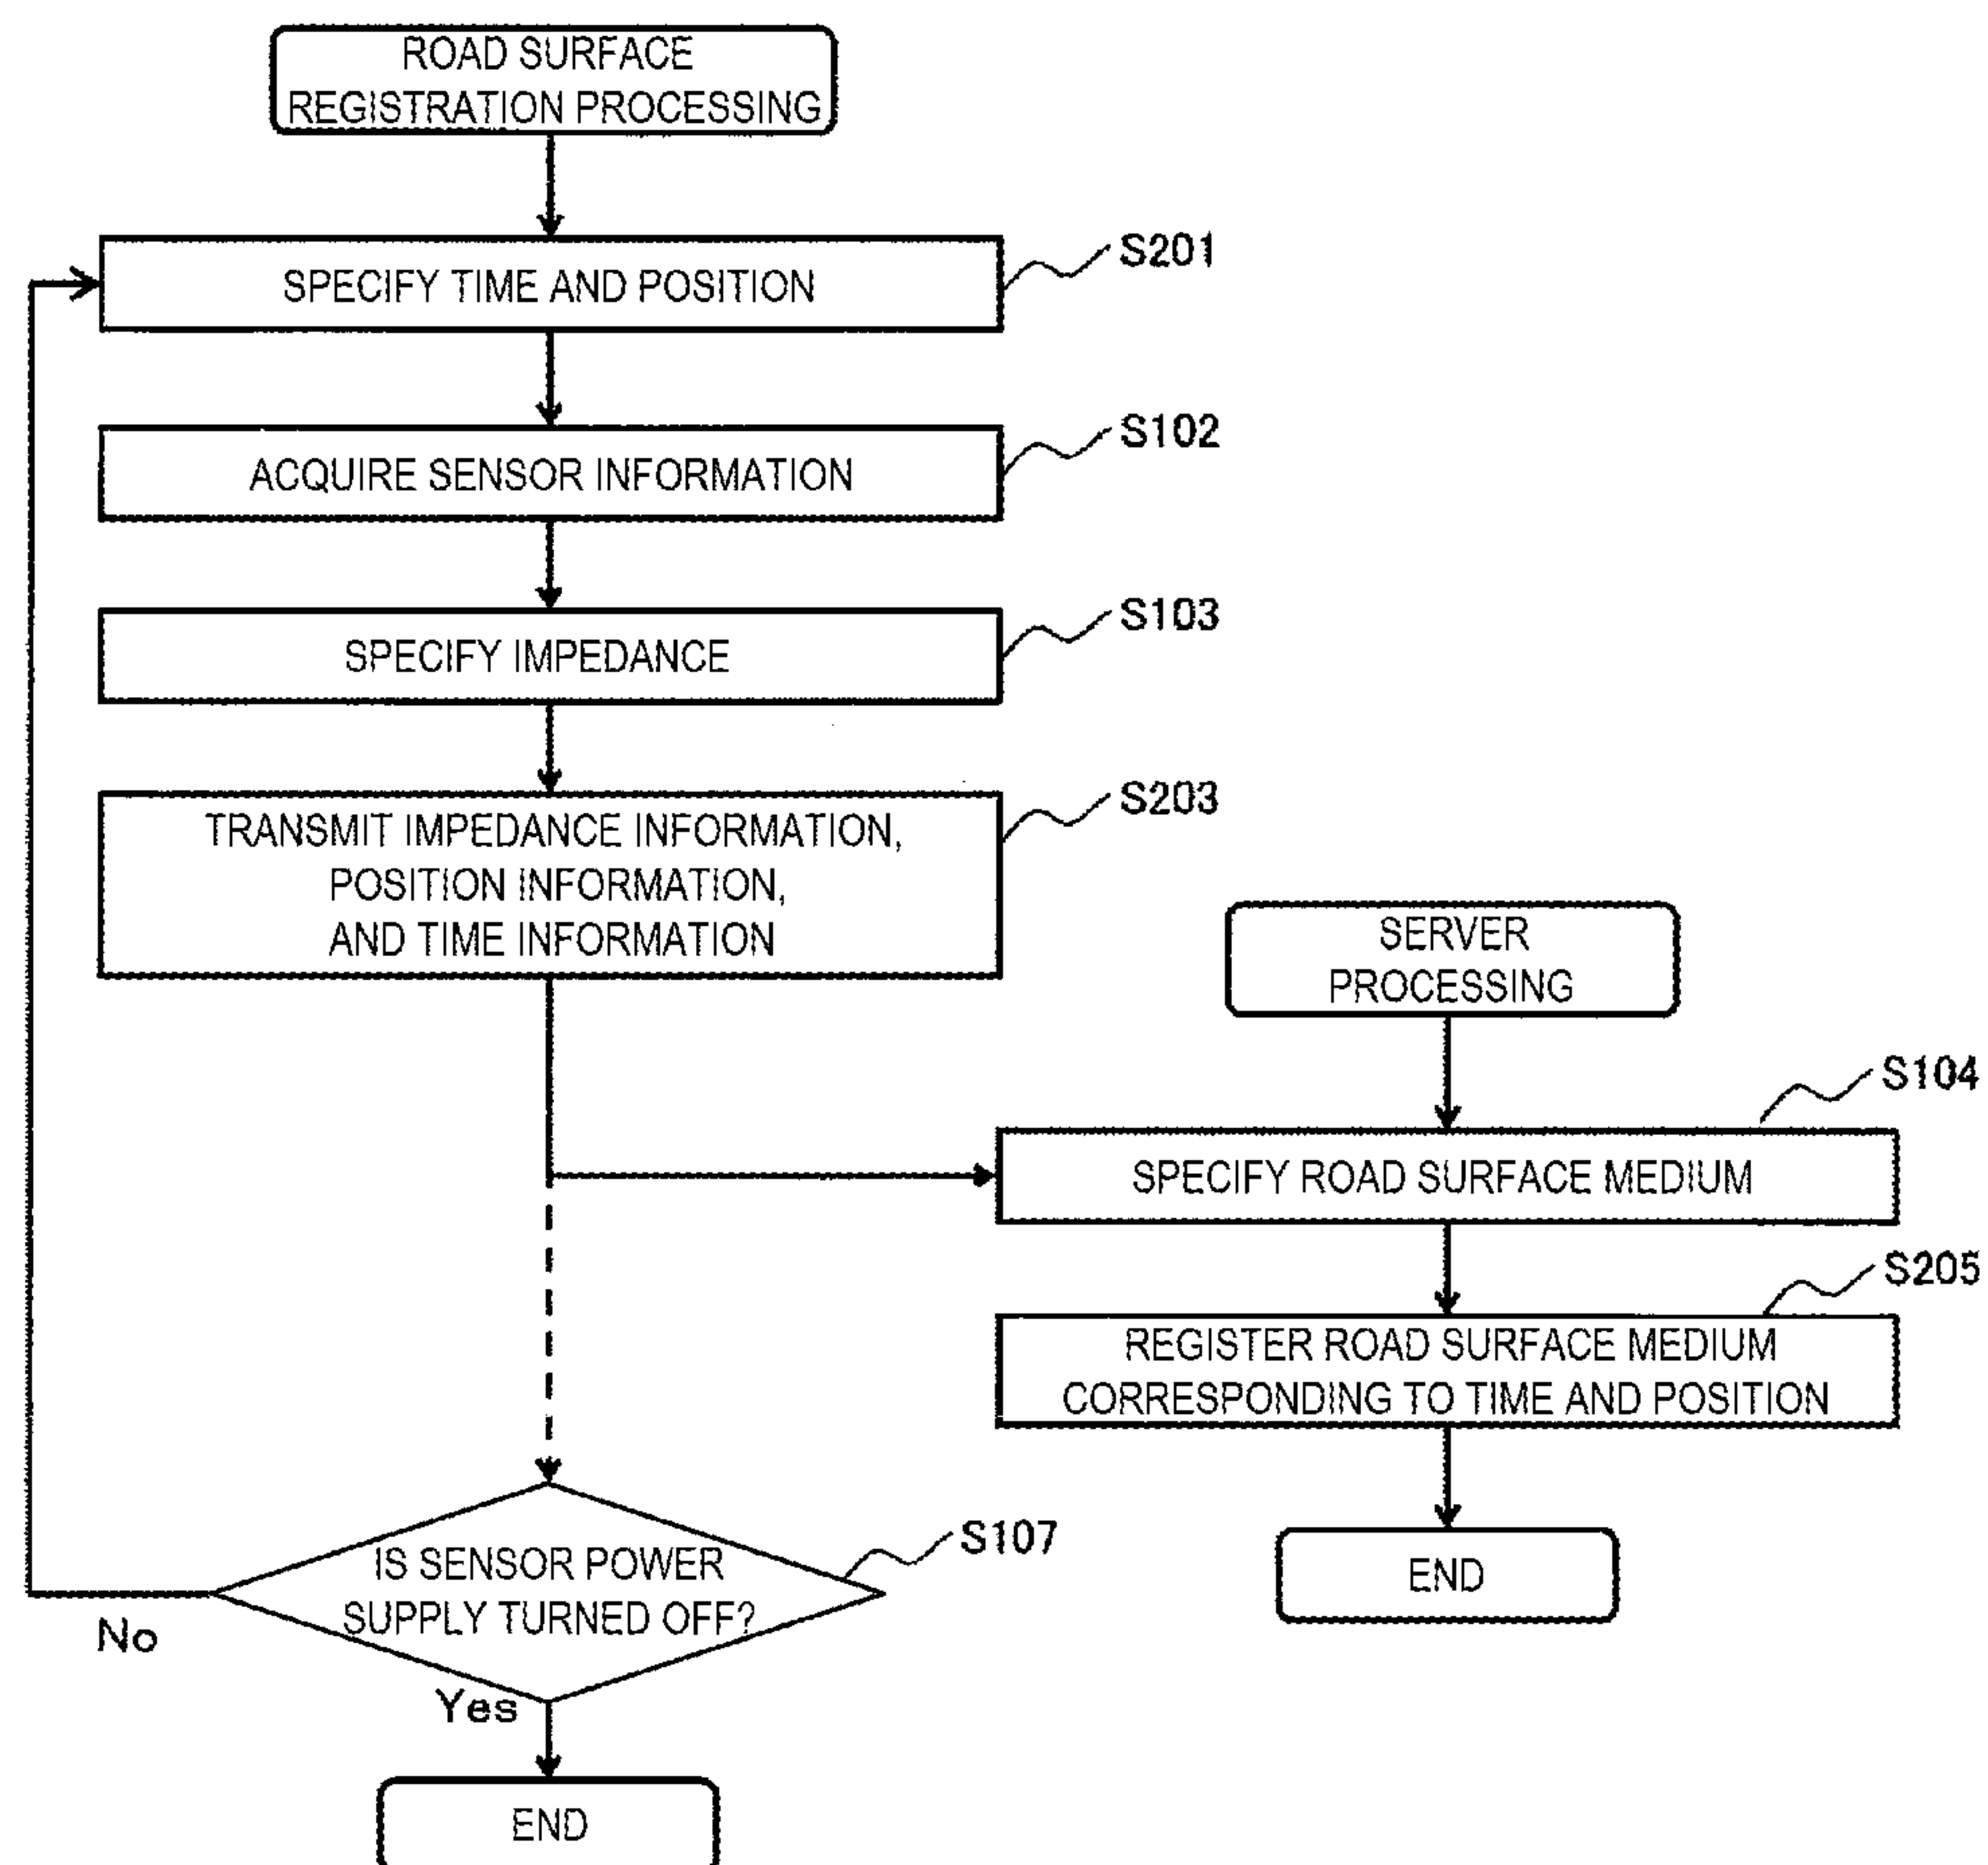 ROAD SURFACE
REGISTRATION PROCESSING
SPECIFY TIME AND POSITION
S201
ACQUIRE SENSOR INFORMATION
S102
SPECIFY IMPEDANCE
S103
TRANSMIT IMPEDANCE INFORMATION,
POSITION INFORMATION,
AND TIME INFORMATION
S203
SERVER
PROCESSING
SPECIFY ROAD SURFACE MEDIUM
S104
REGISTER ROAD SURFACE MEDIUM
CORRESPONDING TO TIME AND POSITION
S205
END
IS SENSOR POWER
SUPPLY TURNED OFF?
S107
No
Yes
END